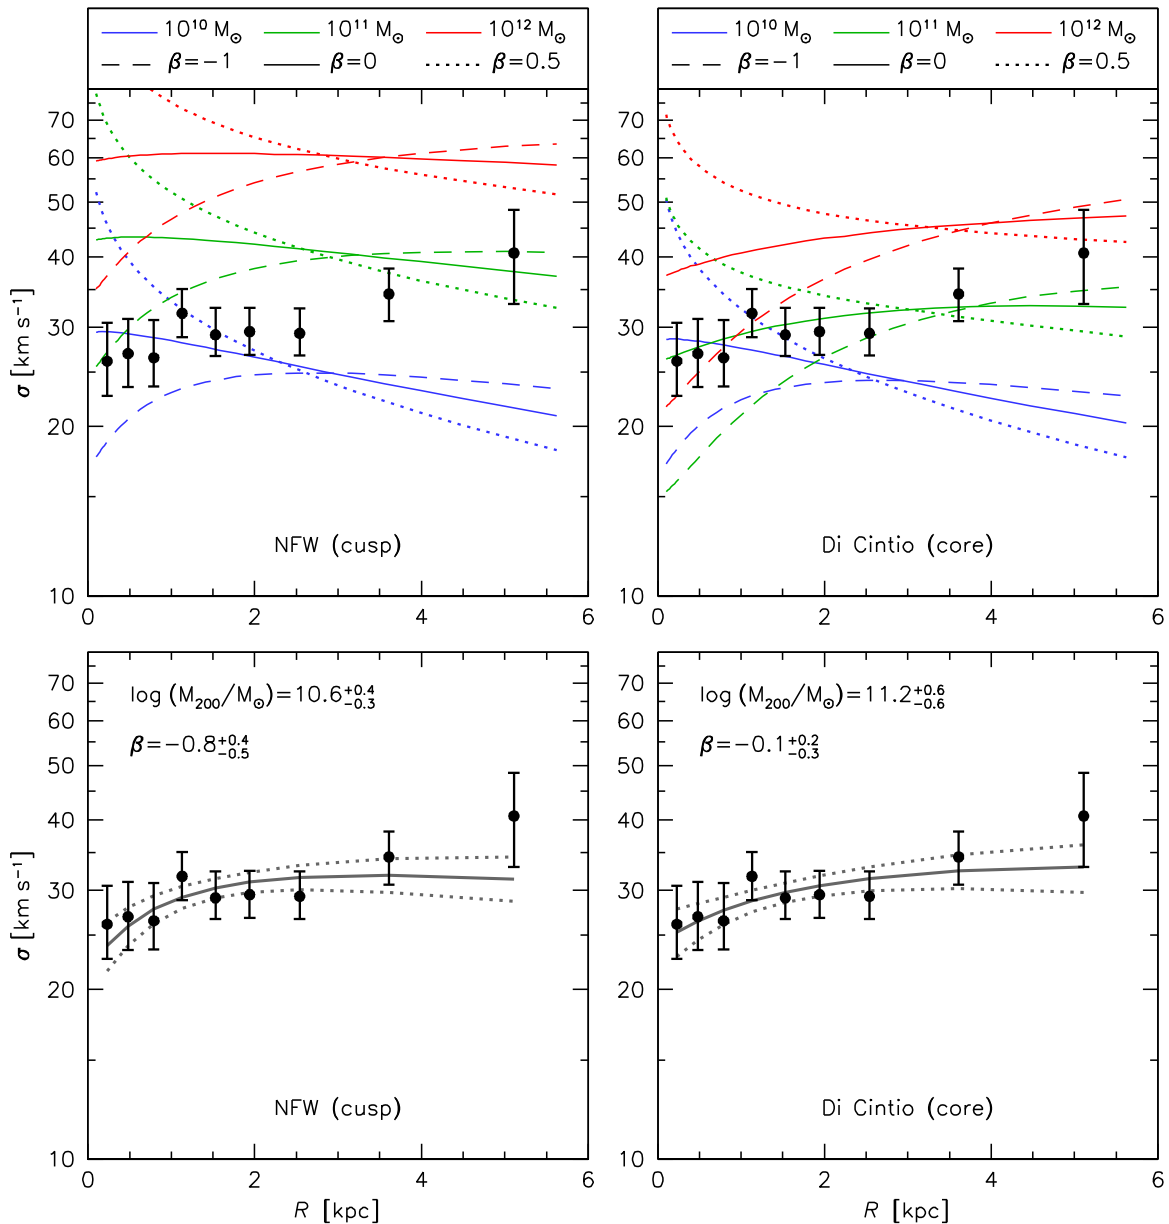 10¹⁰ M☉ 10¹¹ M☉ 10¹² M☉
β=−1 β=0 β=0.5
10¹⁰ M☉ 10¹¹ M☉ 10¹² M☉
β=−1 β=0 β=0.5
70
60
50
40
30
20
10
σ [km s⁻¹]
NFW (cusp)
0 2 4 6
70
60
50
40
30
20
10
Di Cintio (core)
0 2 4 6
70
60
50
40
30
20
10
σ [km s⁻¹]
log (M₂₀₀/M☉)=10.6+0.4−0.3
β=−0.8+0.4−0.5
NFW (cusp)
0 2 4 6
R [kpc]
70
60
50
40
30
20
10
σ [km s⁻¹]
log (M₂₀₀/M☉)=11.2+0.6−0.6
β=−0.1+0.2−0.3
Di Cintio (core)
0 2 4 6
R [kpc]